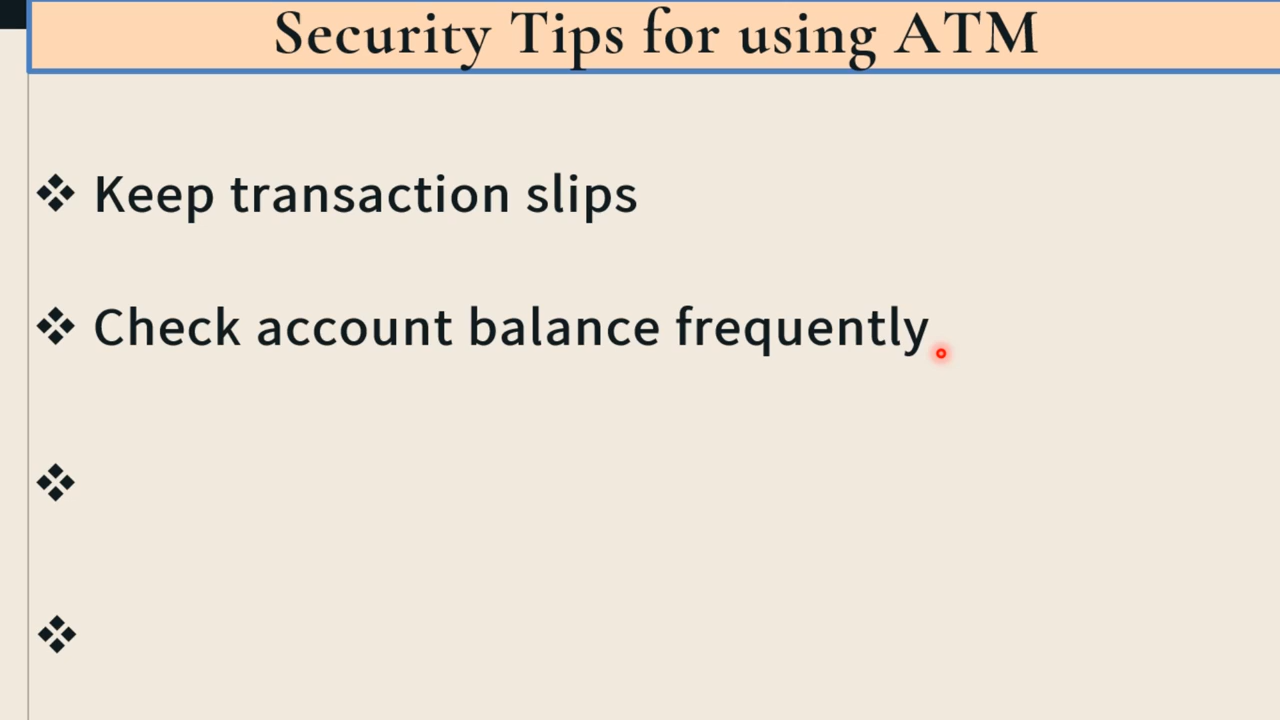 Security Tips for using ATM
❖ Keep transaction slips
❖ Check account balance frequently
❖
❖